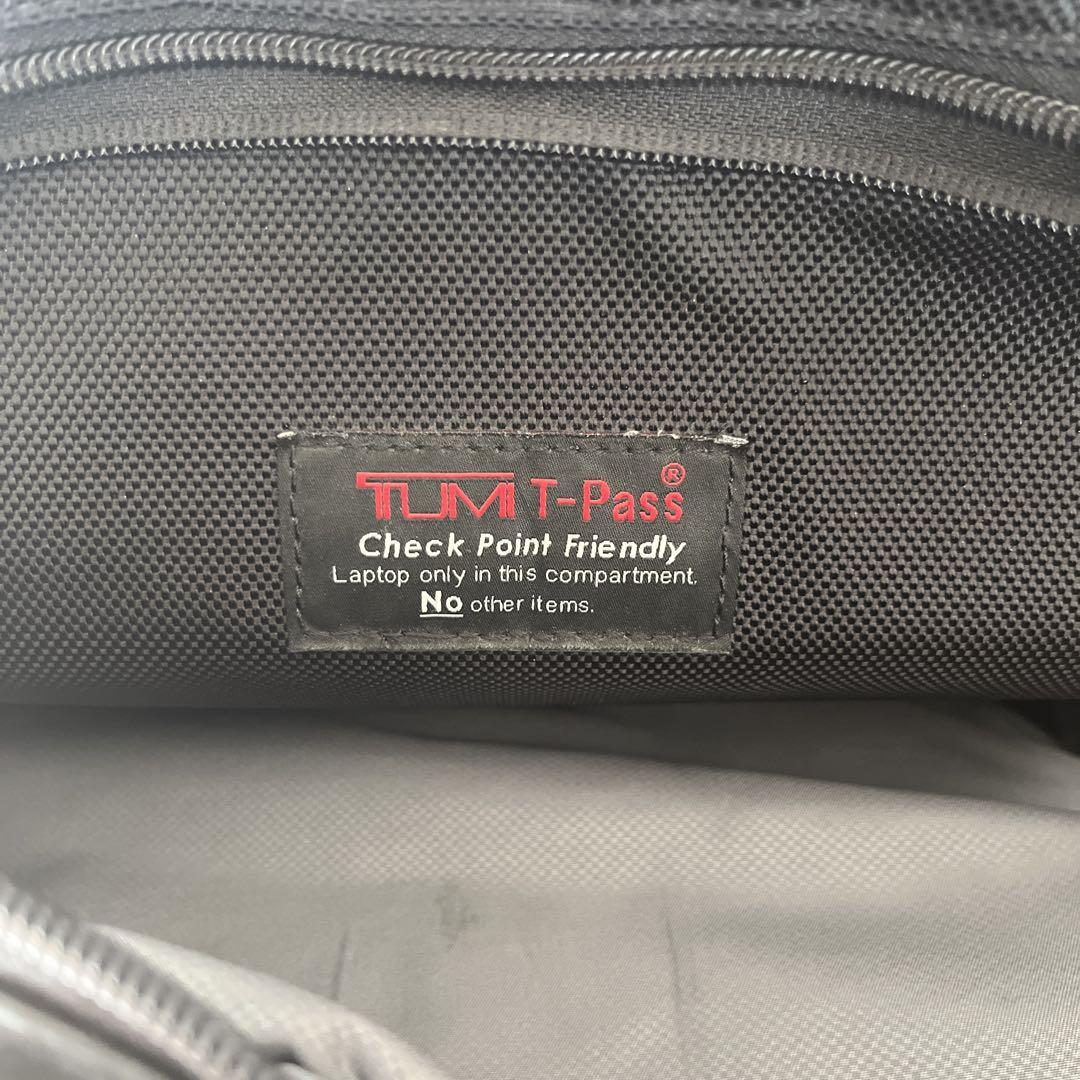 TUMI T-Pass®
Check Point Friendly
Laptop only in this compartment.
No other items.